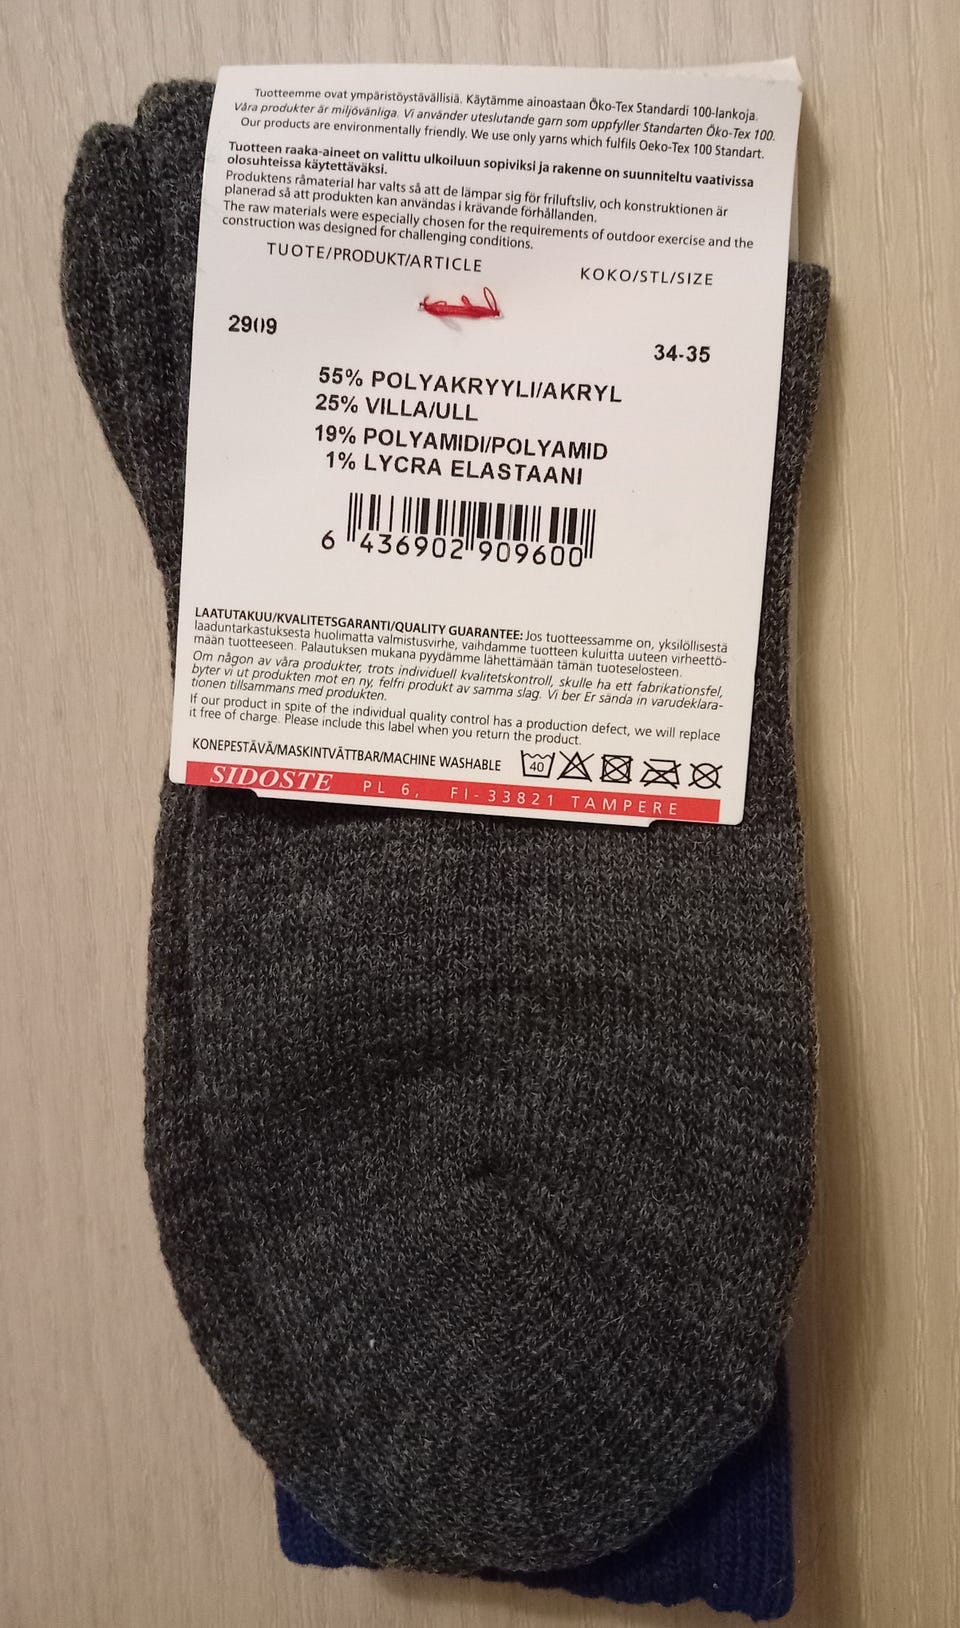 Tuotteemme ovat ympäristöystävällisiä. Käytämme ainoastaan Öko-Tex Standardi 100-lankoja.
Våra produkter är miljövänliga. Vi använder uteslutande garn som uppfyller Standarten Öko-Tex 100.
Our products are environmentally friendly. We use only yarns which fulfils Oeko-Tex 100 Standart.
Tuotteen raaka-aineet on valittu ulkoiluun sopiviksi ja rakenne on suunniteltu vaativissa
olosuhteissa käytettäväksi.
Produktens råmaterial har valts så att de lämpar sig för friluftsliv, och konstruktionen är
planerad så att produkten kan användas i krävande förhållanden.
The raw materials were especially chosen for the requirements of outdoor exercise and the
construction was designed for challenging conditions.
TUOTE/PRODUKT/ARTICLE KOKO/STL/SIZE
2909 34-35
55% POLYAKRYYLI/AKRYL
25% VILLA/ULL
19% POLYAMIDI/POLYAMID
1% LYCRA ELASTAANI
6 436902 909600
LAATUTAKUU/KVALITETSGARANTI/QUALITY GUARANTEE: Jos tuotteessamme on, yksilöllisestä
laaduntarkastuksesta huolimatta valmistusvirhe, vaihdamme tuotteen kuluitta uuteen virheettö-
mään tuotteeseen. Palautuksen mukana pyydämme lähettämään tämän tuoteselosteen.
Om någon av våra produkter, trots individuell kvalitetskontroll, skulle ha ett fabrikationsfel,
byter vi ut produkten mot en ny, felfri produkt av samma slag. Vi ber Er sända in varudeklara-
tionen tillsammans med produkten.
If our product in spite of the individual quality control has a production defect, we will replace
it free of charge. Please include this label when you return the product.
KONEPESTÄVÄ/MASKINTVÄTTBAR/MACHINE WASHABLE 40
SIDOSTE PL 6, FI-33821 TAMPERE